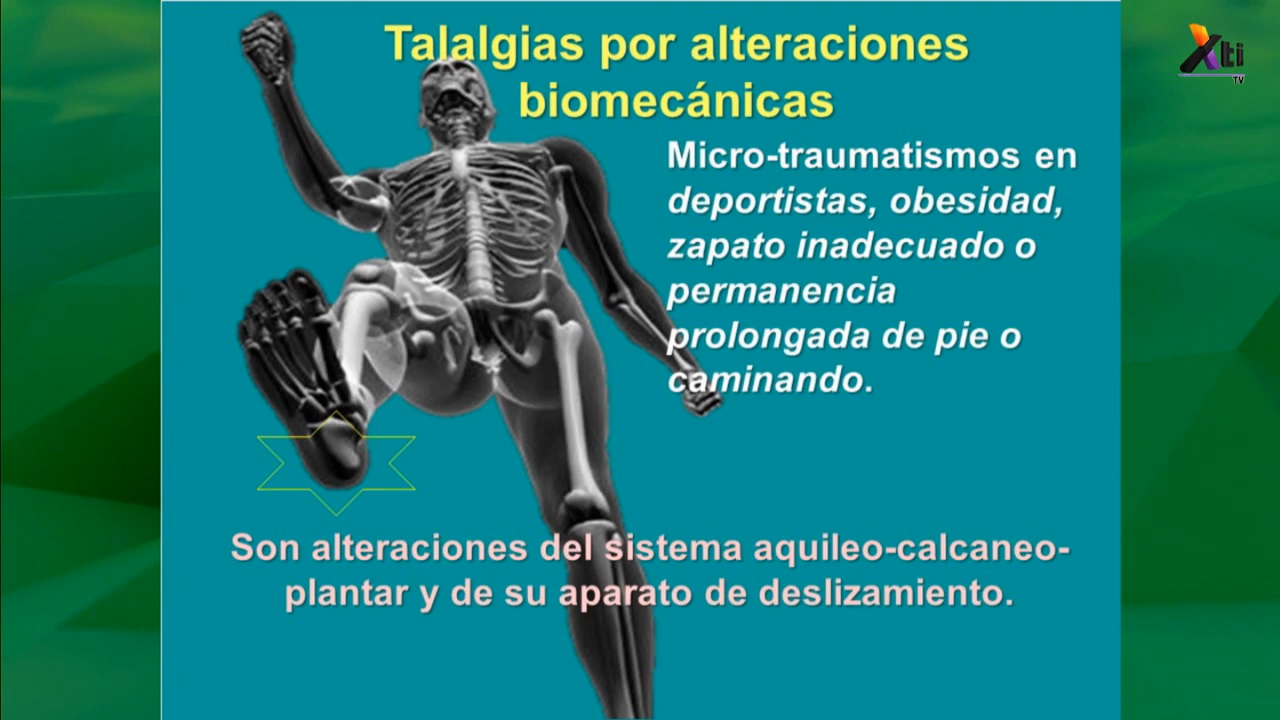 Talalgias por alteraciones
biomecánicas
Micro-traumatismos en
deportistas, obesidad,
zapato inadecuado o
permanencia
prolongada de pie o
caminando.
Son alteraciones del sistema aquileo-calcaneo-
plantar y de su aparato de deslizamiento.
Xti
TV